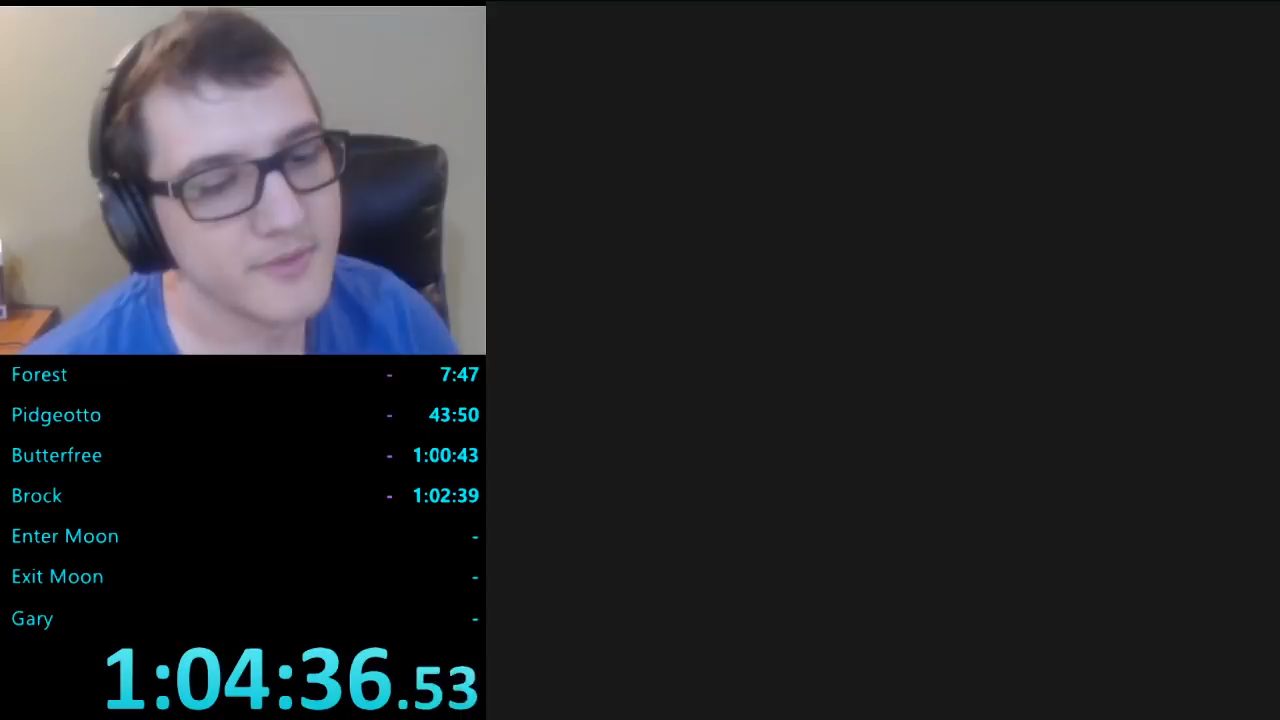 Forest - 7:47
Pidgeotto - 43:50
Butterfree - 1:00:43
Brock - 1:02:39
Enter Moon -
Exit Moon -
Gary -
1:04:36.53